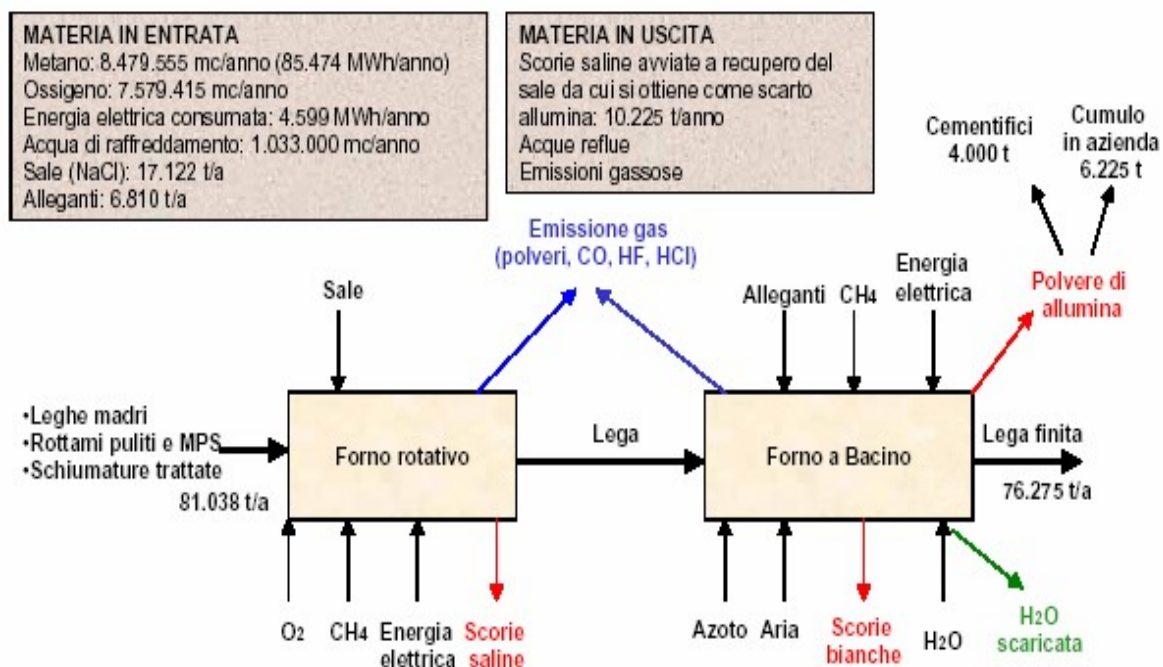 MATERIA IN ENTRATA
Metano: 8.479.555 mc/anno (85.474 MWh/anno)
Ossigeno: 7.579.415 mc/anno
Energia elettrica consumata: 4.599 MWh/anno
Acqua di raffreddamento: 1.033.000 mc/anno
Sale (NaCl): 17.122 t/a
Alleganti: 6.810 t/a
MATERIA IN USCITA
Scorie saline avviate a recupero del
sale da cui si ottiene come scarto
allumina: 10.225 t/anno
Acque reflue
Emissioni gassose
Cementifici
4.000 t
Cumulo
in azienda
6.225 t
Emissione gas
(polveri, CO, HF, HCl)
Sale
Alleganti
CH4
Energia
elettrica
Polvere di
allumina
•Leghe madri
•Rottami puliti e MPS
•Schiumature trattate
81.038 t/a
Forno rotativo
Lega
Forno a Bacino
Lega finita
76.275 t/a
O2
CH4
Energia
elettrica
Scorie
saline
Azoto
Aria
Scorie
bianche
H2O
H2O
scaricata